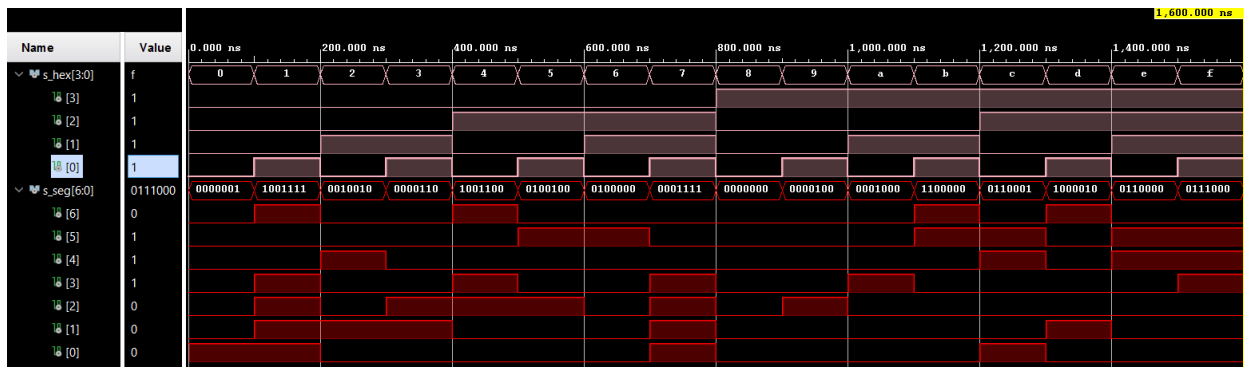 1,600.000 ns
Name Value 0.000 ns 200.000 ns 400.000 ns 600.000 ns 800.000 ns 1,000.000 ns 1,200.000 ns 1,400.000 ns
s_hex[3:0] f 0 1 2 3 4 5 6 7 8 9 a b c d e f
[3] 1
[2] 1
[1] 1
[0] 1
s_seg[6:0] 0111000 0000001 1001111 0010010 0000110 1001100 0100100 0100000 0001111 0000000 0000100 0001000 1100000 0110001 1000010 0110000 0111000
[6] 0
[5] 1
[4] 1
[3] 1
[2] 0
[1] 0
[0] 0